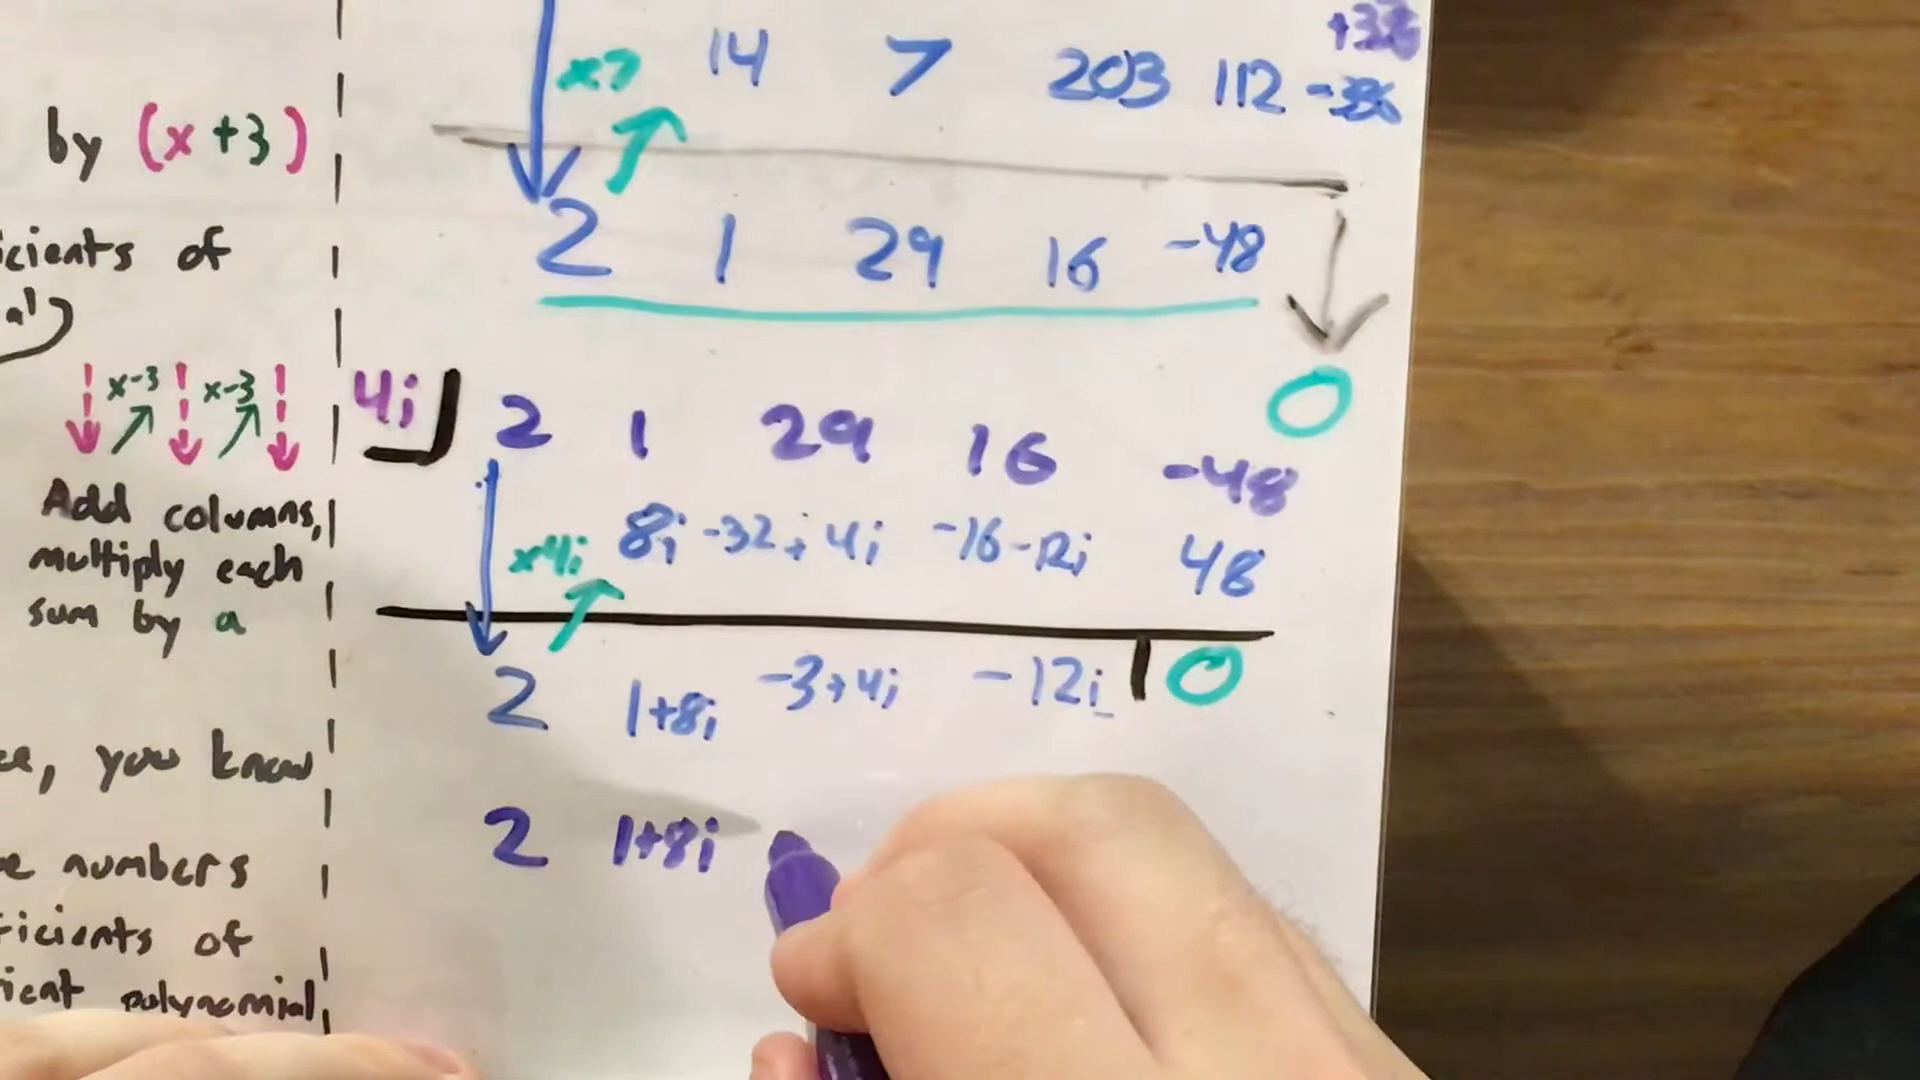 by (x+3)
icients of
a')
x-3 x-3
Add columns,
multiply each
sum by a
you know
numbers
ficients of
ient polynomial
x7 14 7 203 112
2 1 29 16 -48
0
4i 2 1 29 16 -48
x4i 8i -32+4i -16-12i 48
2 1+8i -3+4i -12i 0
2 1+8i